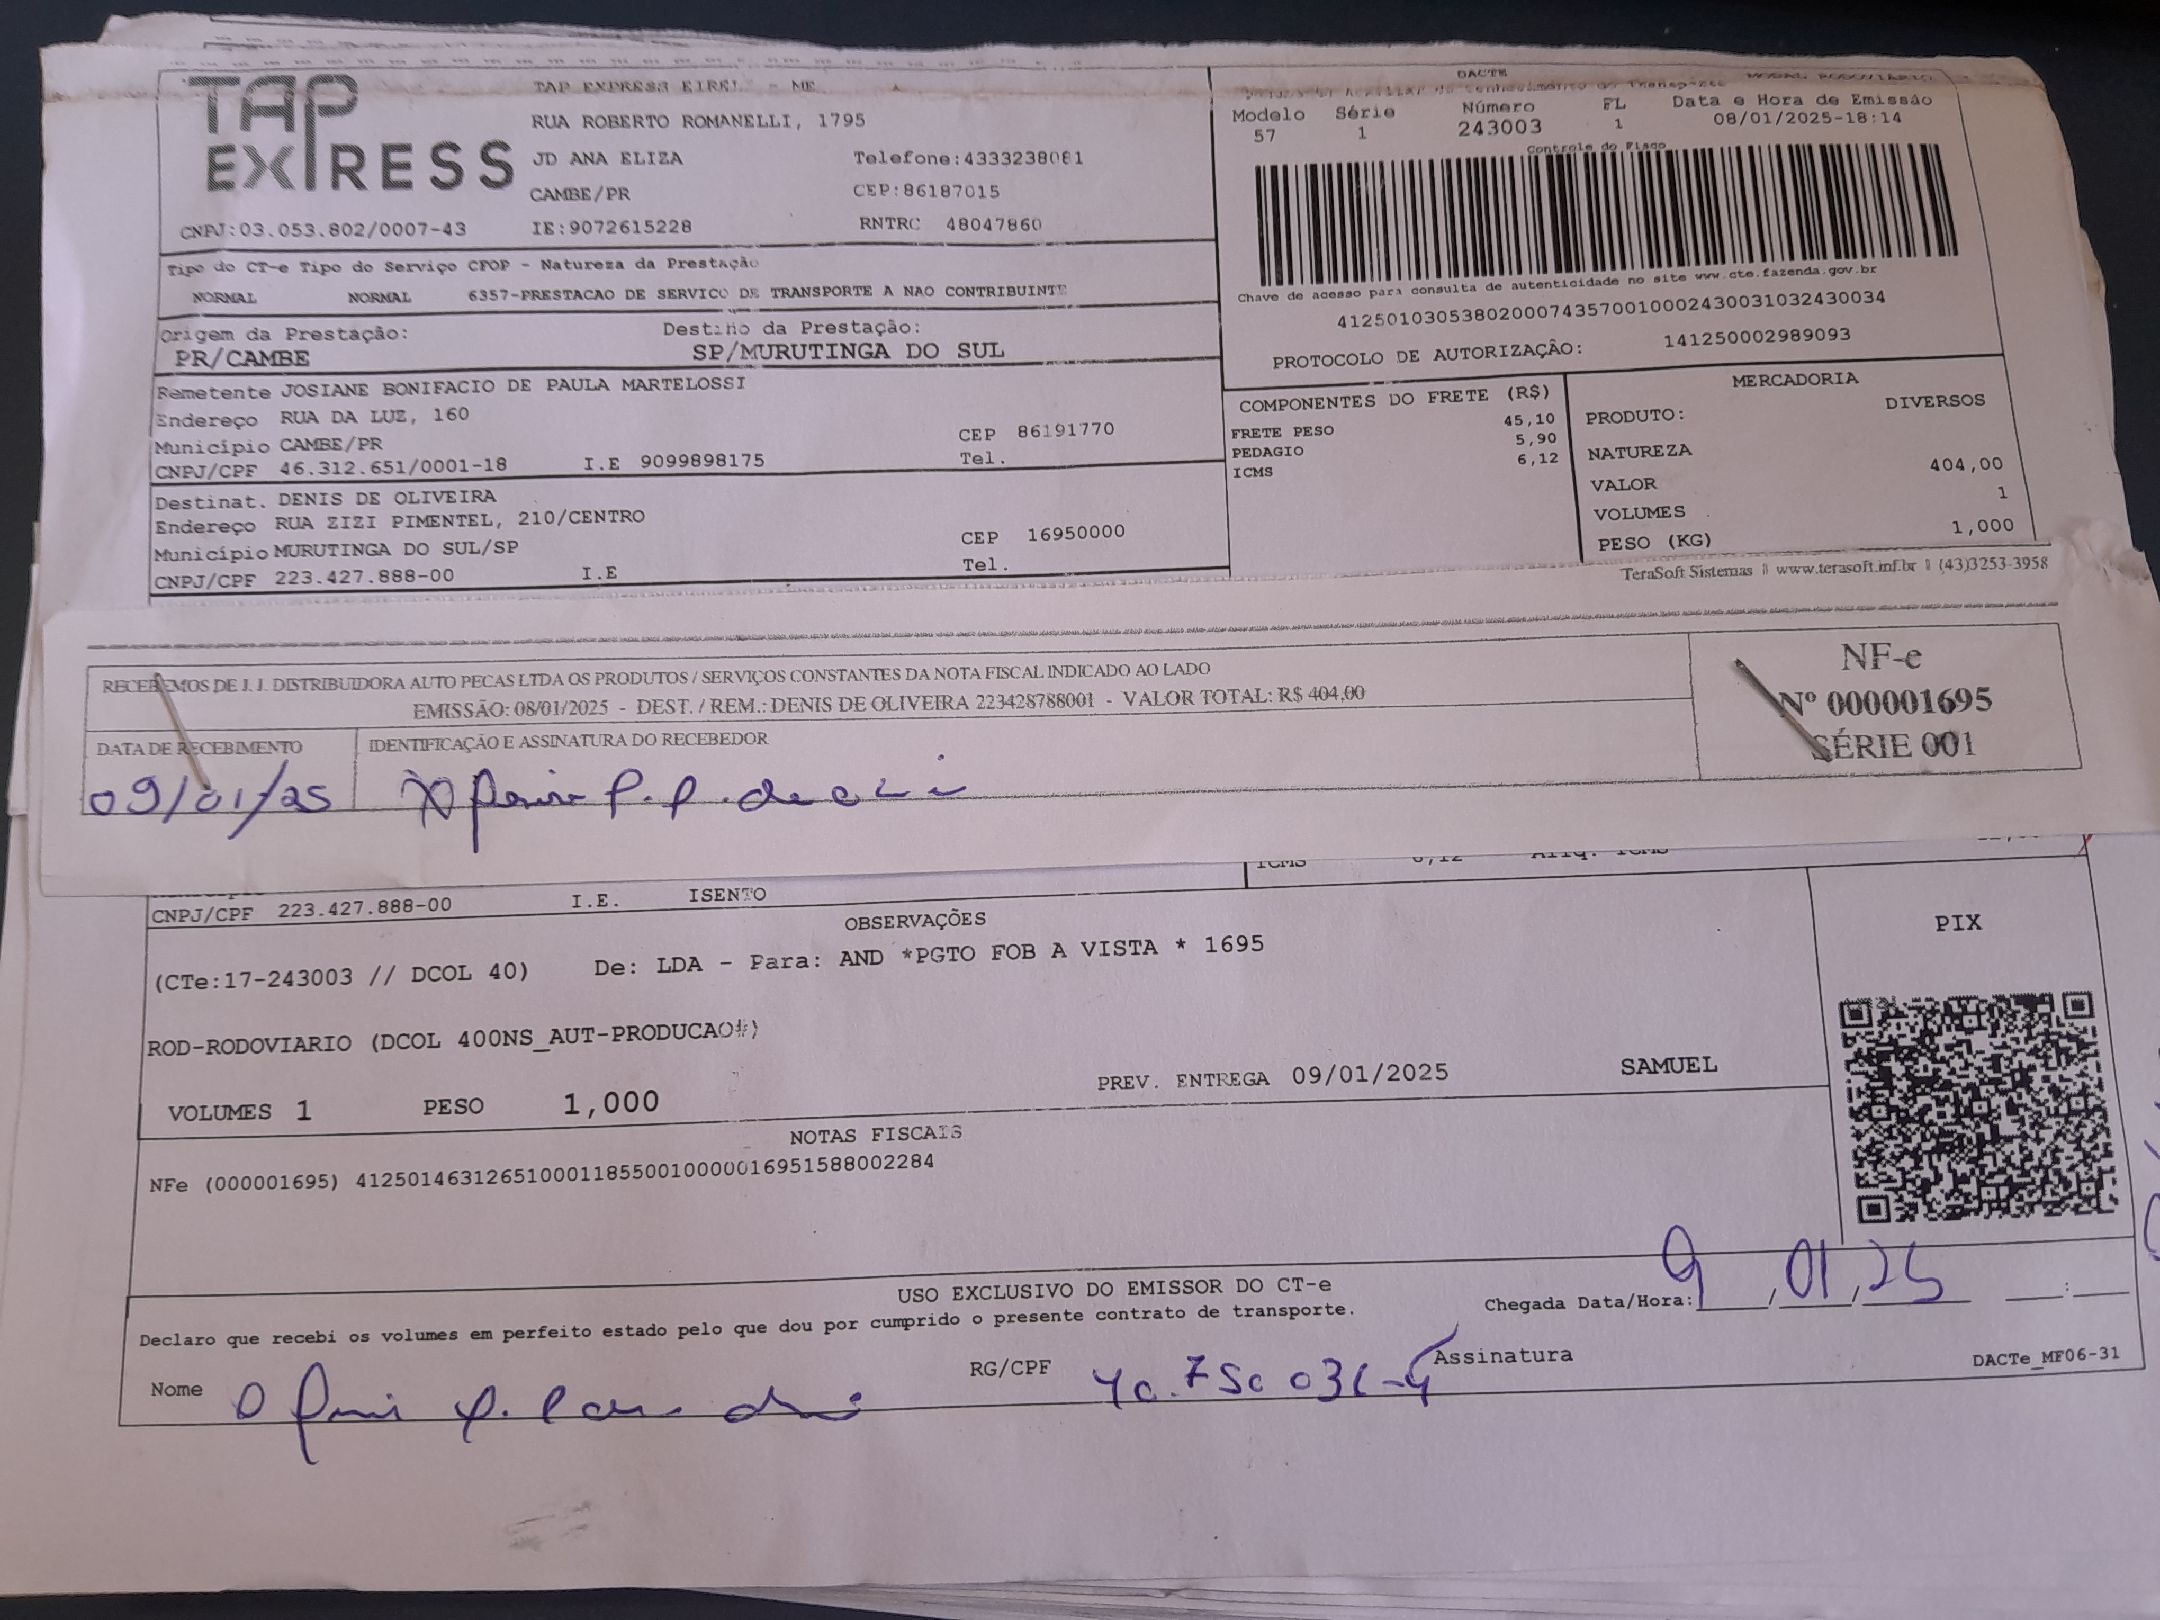 TAP EXPRESS
TAP EXPRESS EIRELI - ME
RUA ROBERTO ROMANELLI, 1795
JD ANA ELIZA Telefone:4333238081
CAMBE/PR CEP:86187015
CNPJ:03.053.802/0007-43 IE:9072615228 RNTRC 48047860
Tipo do CT-e Tipo do Serviço CFOP - Natureza da Prestação
NORMAL NORMAL 6357-PRESTACAO DE SERVICO DE TRANSPORTE A NAO CONTRIBUINTE
Origem da Prestação: Destino da Prestação:
PR/CAMBE SP/MURUTINGA DO SUL
Remetente JOSIANE BONIFACIO DE PAULA MARTELOSSI
Endereço RUA DA LUZ, 160
Município CAMBE/PR CEP 86191770
CNPJ/CPF 46.312.651/0001-18 I.E 9099898175 Tel.
Destinat. DENIS DE OLIVEIRA
Endereço RUA ZIZI PIMENTEL, 210/CENTRO
Município MURUTINGA DO SUL/SP CEP 16950000
CNPJ/CPF 223.427.888-00 I.E Tel.
DACTE MODAL RODOVIÁRIO
Modelo Série Número FL Data e Hora de Emissão
57 1 243003 1 08/01/2025-18:14
Controle do Fisco
Chave de acesso para consulta de autenticidade no site www.cte.fazenda.gov.br
41250103053802000743570010002430031032430034
PROTOCOLO DE AUTORIZAÇÃO: 141250002989093
COMPONENTES DO FRETE (R$)
FRETE PESO 45,10
PEDAGIO 5,90
ICMS 6,12
MERCADORIA
PRODUTO: DIVERSOS
NATUREZA
VALOR 404,00
VOLUMES 1
PESO (KG) 1,000
TeraSoft Sistemas || www.terasoft.inf.br || (43)3253-3958
RECEBEMOS DE J. J. DISTRIBUIDORA AUTO PECAS LTDA OS PRODUTOS / SERVIÇOS CONSTANTES DA NOTA FISCAL INDICADO AO LADO
EMISSÃO: 08/01/2025 - DEST. / REM.: DENIS DE OLIVEIRA 223428788001 - VALOR TOTAL: R$ 404,00
NF-e
Nº 000001695
SÉRIE 001
DATA DE RECEBIMENTO IDENTIFICAÇÃO E ASSINATURA DO RECEBEDOR
09/01/25
ICMS 6,12 Aliq. ICMS
CNPJ/CPF 223.427.888-00 I.E. ISENTO
OBSERVAÇÕES
(CTe:17-243003 // DCOL 40) De: LDA - Para: AND *PGTO FOB A VISTA * 1695
ROD-RODOVIARIO (DCOL 400NS_AUT-PRODUCAO#)
VOLUMES 1 PESO 1,000 PREV. ENTREGA 09/01/2025 SAMUEL
PIX
NOTAS FISCAIS
NFe (000001695) 41250146312651000118550010000016951588002284
USO EXCLUSIVO DO EMISSOR DO CT-e
Declaro que recebi os volumes em perfeito estado pelo que dou por cumprido o presente contrato de transporte.
Chegada Data/Hora: 9,01,25 :
Nome RG/CPF Assinatura
DACTe_MF06-31